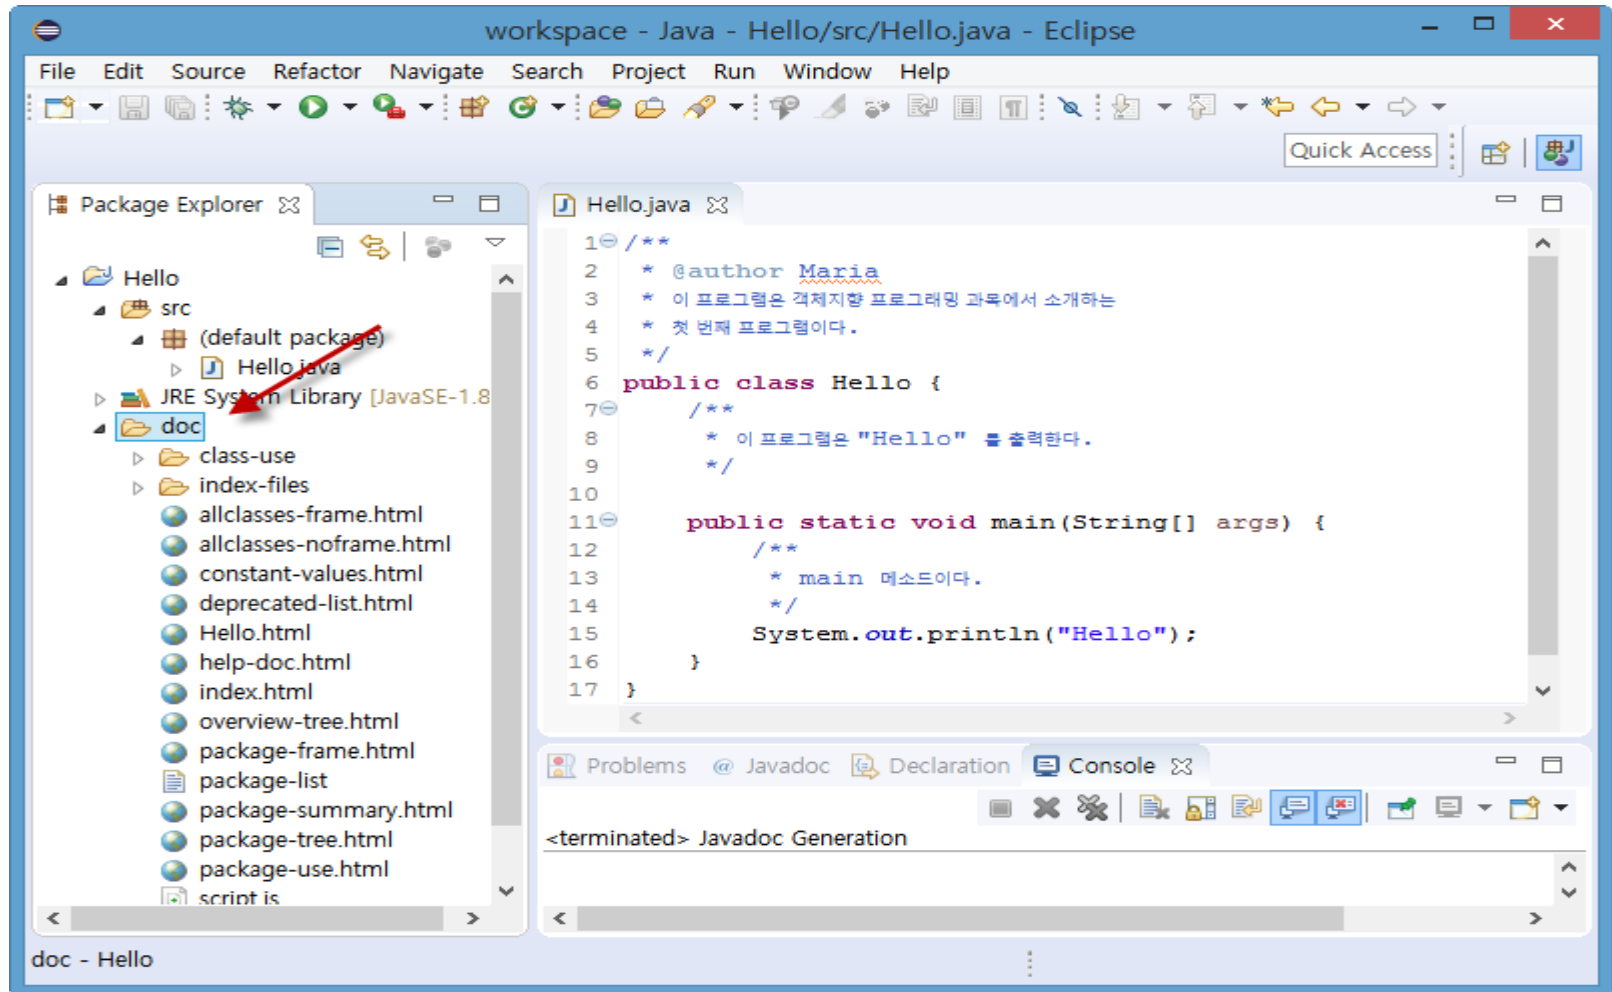 workspace - Java - Hello/src/Hello.java - Eclipse
File Edit Source Refactor Navigate Search Project Run Window Help
Quick Access
Package Explorer
Hello
src
(default package)
Hello.java
JRE System Library [JavaSE-1.8
doc
class-use
index-files
allclasses-frame.html
allclasses-noframe.html
constant-values.html
deprecated-list.html
Hello.html
help-doc.html
index.html
overview-tree.html
package-frame.html
package-list
package-summary.html
package-tree.html
package-use.html
script.js
Hello.java
1 /**
2 * @author Maria
3 * 이 프로그램은 객체지향 프로그래밍 과목에서 소개하는
4 * 첫 번째 프로그램이다.
5 */
6 public class Hello {
7 /**
8 * 이 프로그램은 "Hello" 를 출력한다.
9 */
10
11 public static void main(String[] args) {
12 /**
13 * main 메소드이다.
14 */
15 System.out.println("Hello");
16 }
17 }
Problems @ Javadoc Declaration Console
<terminated> Javadoc Generation
doc - Hello